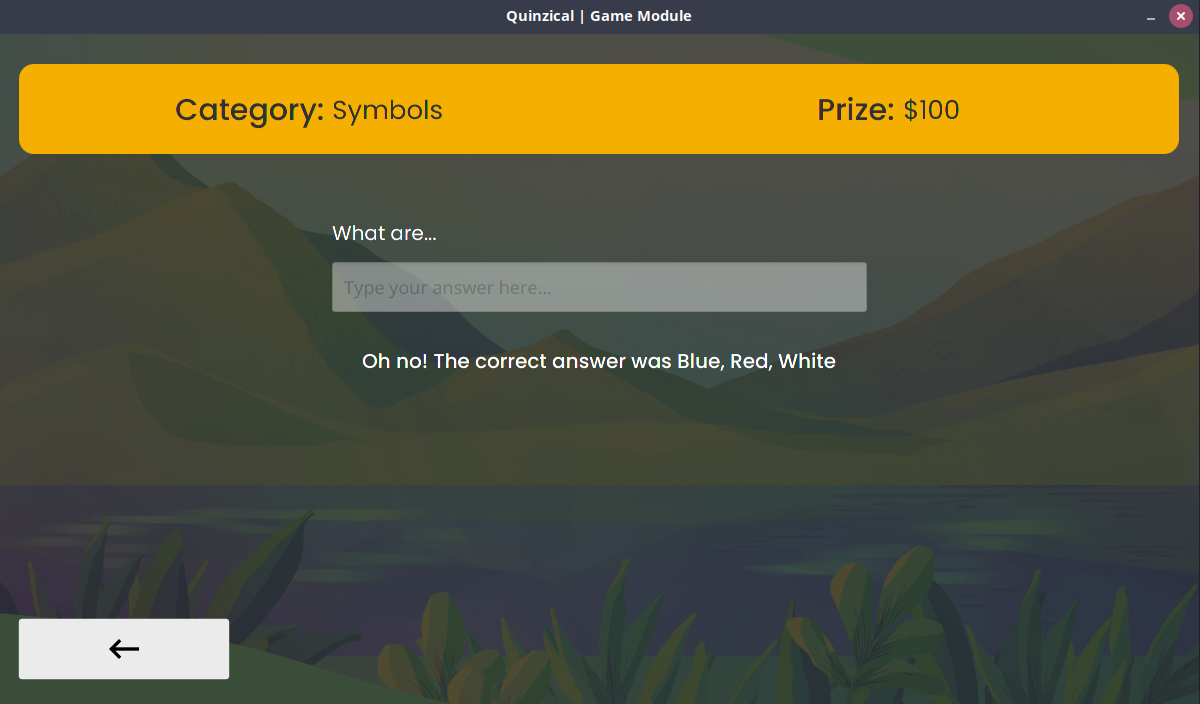 Quinzical | Game Module
Category: Symbols
Prize: $100
What are...
Type your answer here...
Oh no! The correct answer was Blue, Red, White